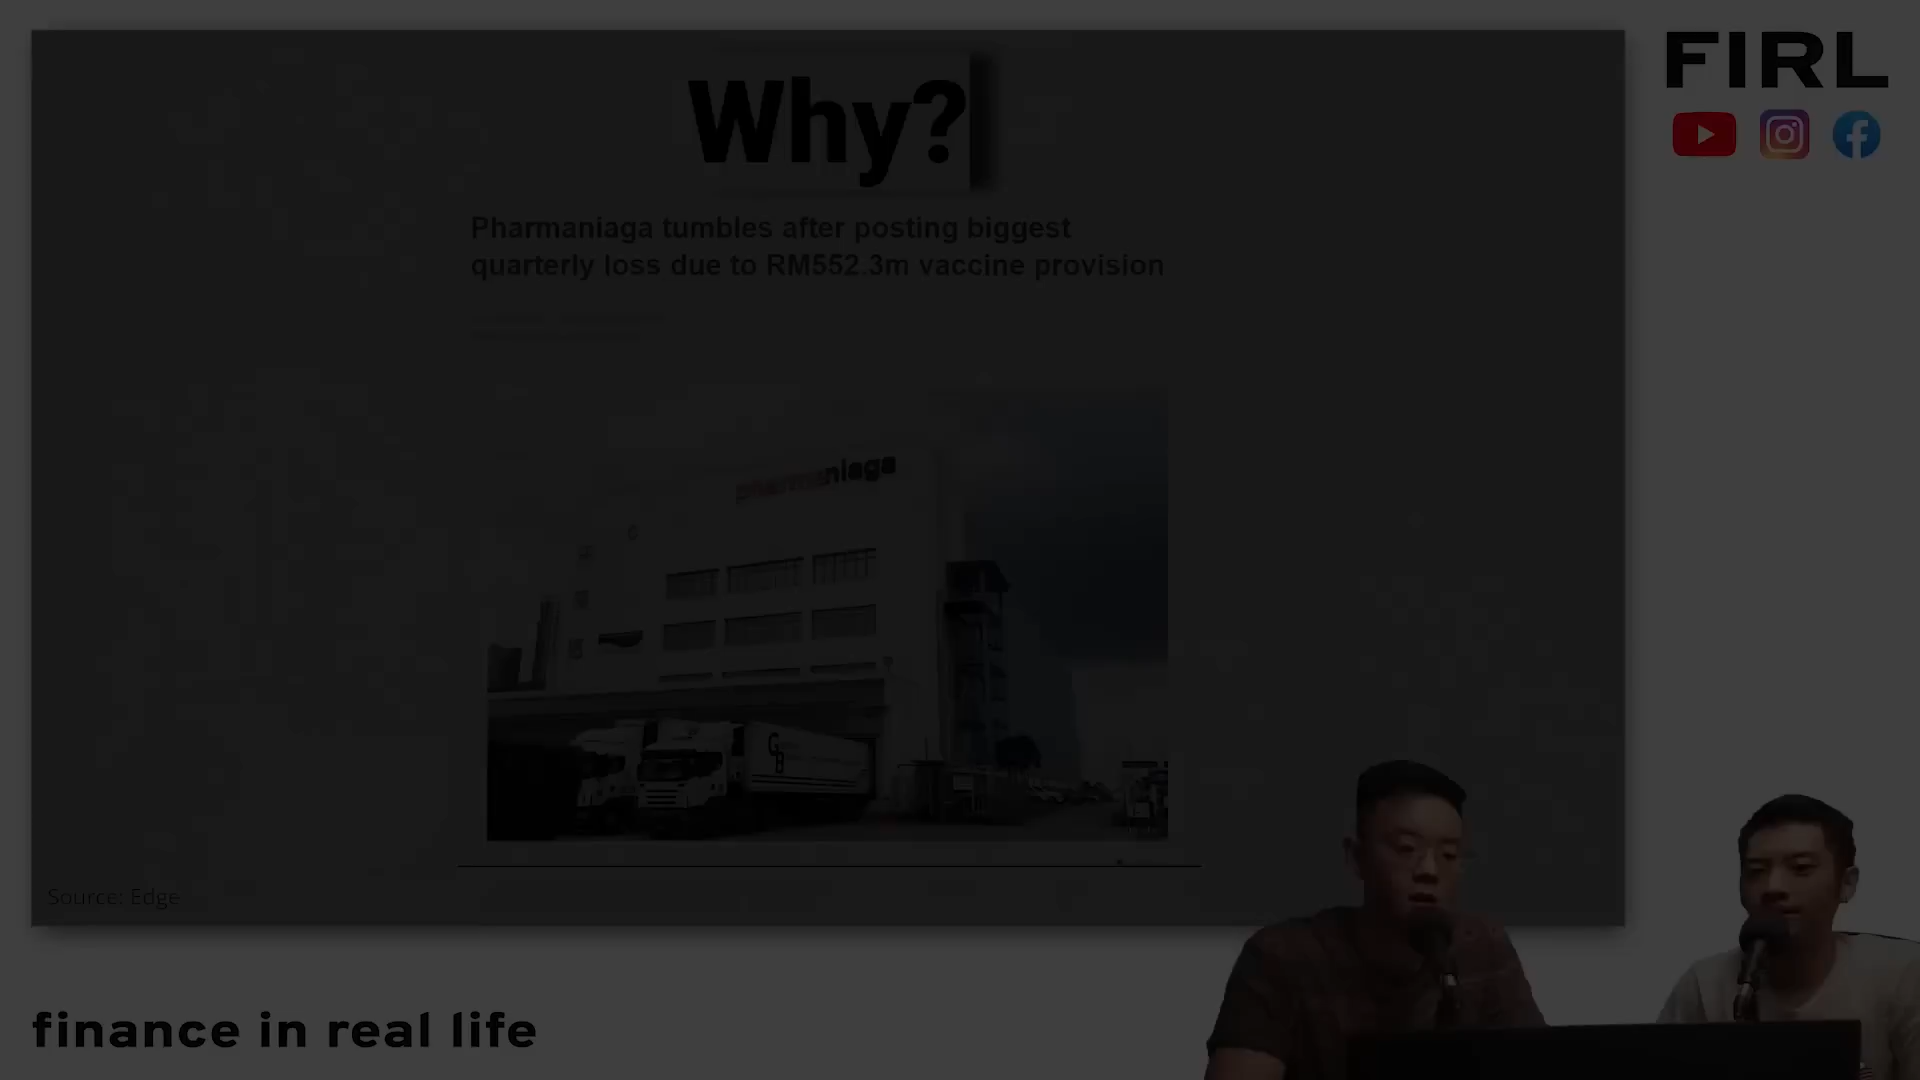 Why?
FIRL
Pharmaniaga tumbles after posting biggest
quarterly loss due to RM552.3m vaccine provision
pharmaniaga
Source: Edge
finance in real life